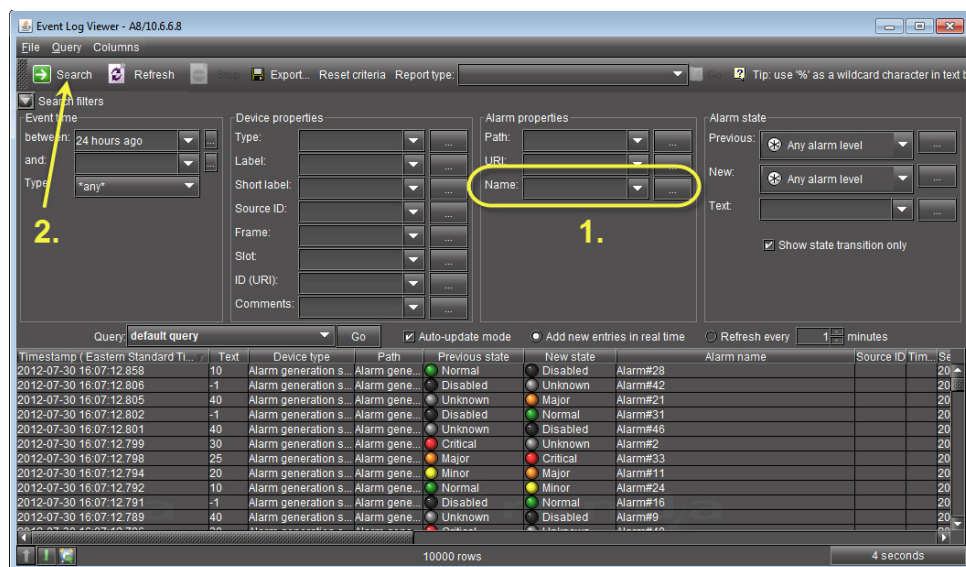 Event Log Viewer - A8/10.6.6.8
File Query Columns
Search Refresh Stop Export... Reset criteria Report type: Go Tip: use '%' as a wildcard character in text
Search filters
Event time Device properties Alarm properties Alarm state
between: 24 hours ago ... Type: ... Path: ... Previous: Any alarm level ...
and: ... Label: ... URI: ... New: Any alarm level ...
Type *any* Short label: ... Name: ... Text: ...
Source ID: ...
2. Frame: ... 1.
Slot: ... Show state transition only
ID (URI): ...
Comments: ...
Query: default query Go Auto-update mode Add new entries in real time Refresh every 1 minutes
Timestamp ( Eastern Standard Ti... Text Device type Path Previous state New state Alarm name Source ID Tim... Se
2012-07-30 16:07:12.858 10 Alarm generation s... Alarm gene... Normal Disabled Alarm#28 20
2012-07-30 16:07:12.806 -1 Alarm generation s... Alarm gene... Disabled Unknown Alarm#42 20
2012-07-30 16:07:12.805 40 Alarm generation s... Alarm gene... Unknown Major Alarm#21 20
2012-07-30 16:07:12.802 -1 Alarm generation s... Alarm gene... Disabled Normal Alarm#31 20
2012-07-30 16:07:12.801 40 Alarm generation s... Alarm gene... Unknown Disabled Alarm#46 20
2012-07-30 16:07:12.799 30 Alarm generation s... Alarm gene... Critical Unknown Alarm#2 20
2012-07-30 16:07:12.798 25 Alarm generation s... Alarm gene... Major Critical Alarm#33 20
2012-07-30 16:07:12.794 20 Alarm generation s... Alarm gene... Minor Major Alarm#11 20
2012-07-30 16:07:12.792 10 Alarm generation s... Alarm gene... Normal Minor Alarm#24 20
2012-07-30 16:07:12.791 -1 Alarm generation s... Alarm gene... Disabled Normal Alarm#16 20
2012-07-30 16:07:12.789 40 Alarm generation s... Alarm gene... Unknown Disabled Alarm#9 20
10000 rows 4 seconds